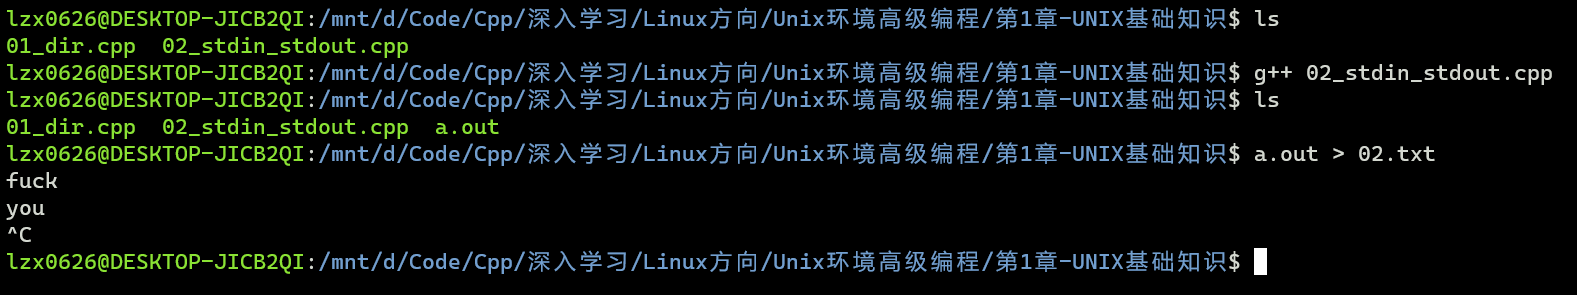 lzx0626@DESKTOP-JICB2QI:/mnt/d/Code/Cpp/深入学习/Linux方向/Unix环境高级编程/第1章-UNIX基础知识$ ls
01_dir.cpp  02_stdin_stdout.cpp
lzx0626@DESKTOP-JICB2QI:/mnt/d/Code/Cpp/深入学习/Linux方向/Unix环境高级编程/第1章-UNIX基础知识$ g++ 02_stdin_stdout.cpp
lzx0626@DESKTOP-JICB2QI:/mnt/d/Code/Cpp/深入学习/Linux方向/Unix环境高级编程/第1章-UNIX基础知识$ ls
01_dir.cpp  02_stdin_stdout.cpp  a.out
lzx0626@DESKTOP-JICB2QI:/mnt/d/Code/Cpp/深入学习/Linux方向/Unix环境高级编程/第1章-UNIX基础知识$ a.out > 02.txt
fuck
you
^C
lzx0626@DESKTOP-JICB2QI:/mnt/d/Code/Cpp/深入学习/Linux方向/Unix环境高级编程/第1章-UNIX基础知识$